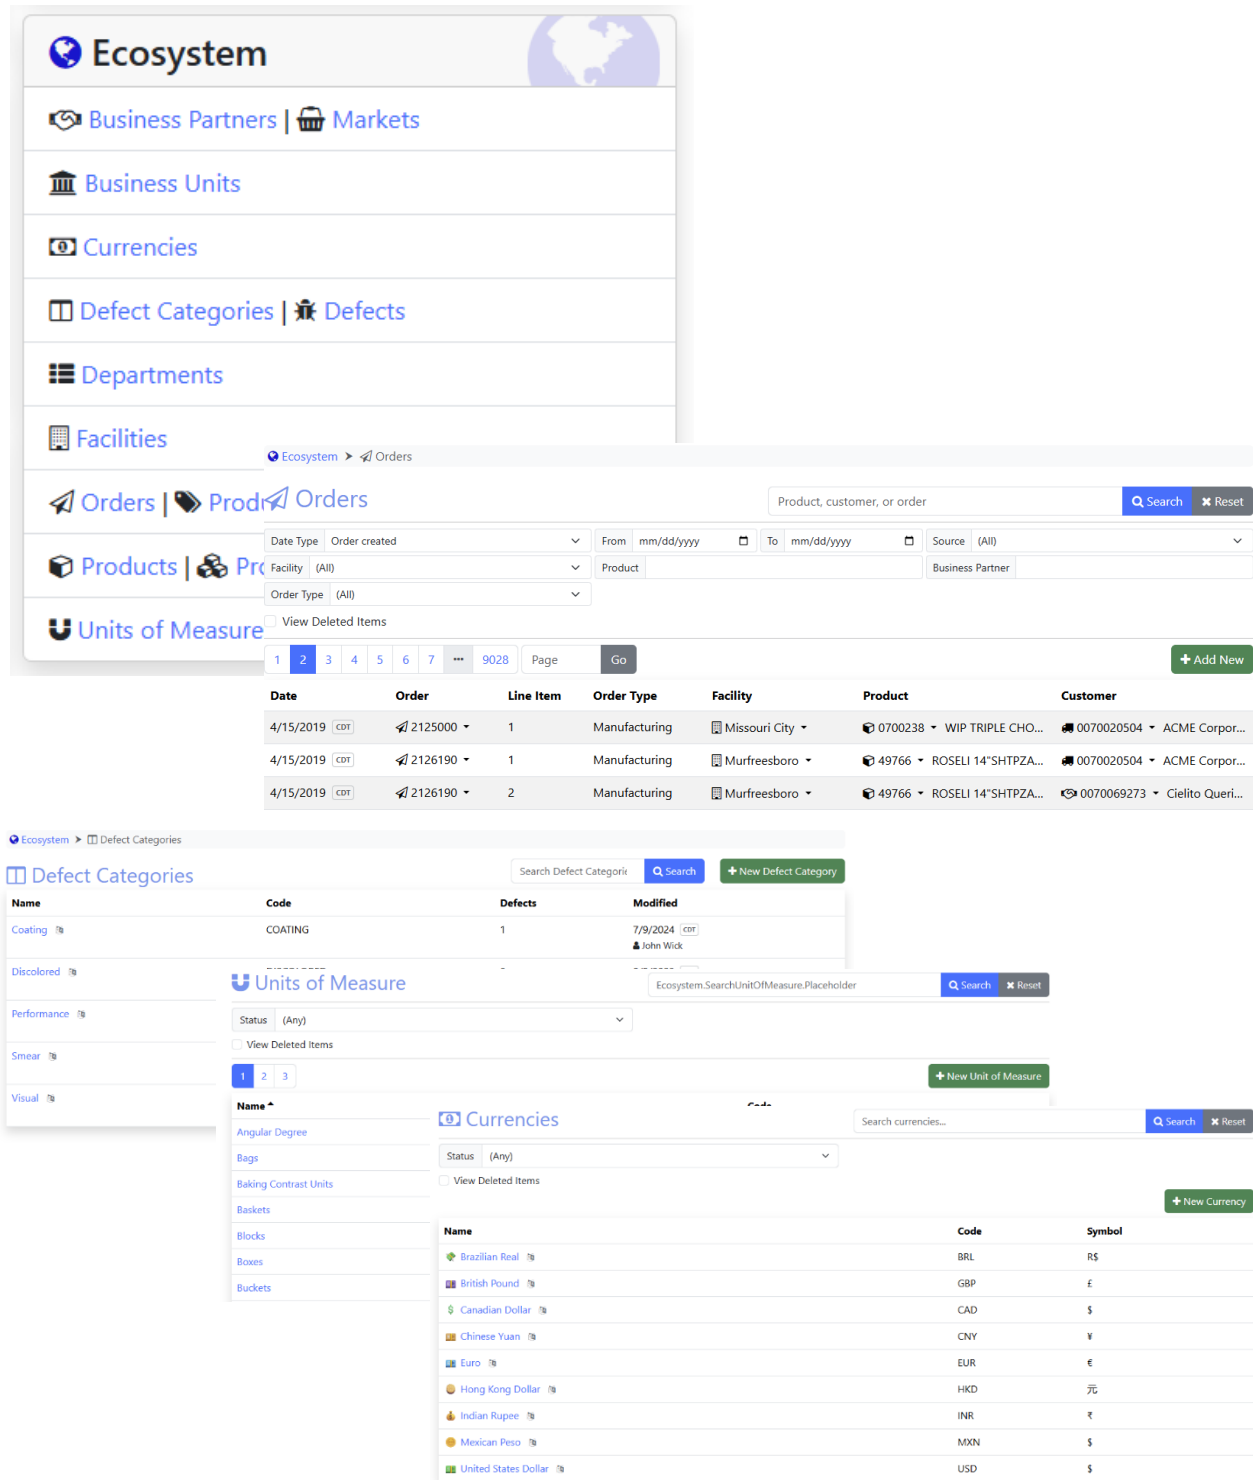 Ecosystem
Business Partners | Markets
Business Units
Currencies
Defect Categories | Defects
Departments
Facilities
Orders |
Products |
Units of Measure
Ecosystem > Orders
Orders
Product, customer, or order Search Reset
Date Type Order created From mm/dd/yyyy To mm/dd/yyyy Source (All)
Facility (All) Product Business Partner
Order Type (All)
View Deleted Items
1 2 3 4 5 6 7 ... 9028 Page Go + Add New
Date Order Line Item Order Type Facility Product Customer
4/15/2019 CDT 2125000 1 Manufacturing Missouri City 0700238 WIP TRIPLE CHO... 0070020504 ACME Corpor...
4/15/2019 CDT 2126190 1 Manufacturing Murfreesboro 49766 ROSELI 14"SHTPZA... 0070020504 ACME Corpor...
4/15/2019 CDT 2126190 2 Manufacturing Murfreesboro 49766 ROSELI 14"SHTPZA... 0070069273 Cielito Queri...
Ecosystem > Defect Categories
Defect Categories
Search Defect Categorie Search + New Defect Category
Name Code Defects Modified
Coating COATING 1 7/9/2024 CDT
John Wick
Discolored
Performance
Smear
Visual
Units of Measure
Ecosystem.SearchUnitOfMeasure.Placeholder Search Reset
Status (Any)
View Deleted Items
1 2 3 + New Unit of Measure
Name Code
Angular Degree
Bags
Baking Contrast Units
Baskets
Blocks
Boxes
Buckets
Currencies
Search currencies... Search Reset
Status (Any)
View Deleted Items
+ New Currency
Name Code Symbol
Brazilian Real BRL R$
British Pound GBP £
Canadian Dollar CAD $
Chinese Yuan CNY ¥
Euro EUR €
Hong Kong Dollar HKD 元
Indian Rupee INR ₹
Mexican Peso MXN $
United States Dollar USD $